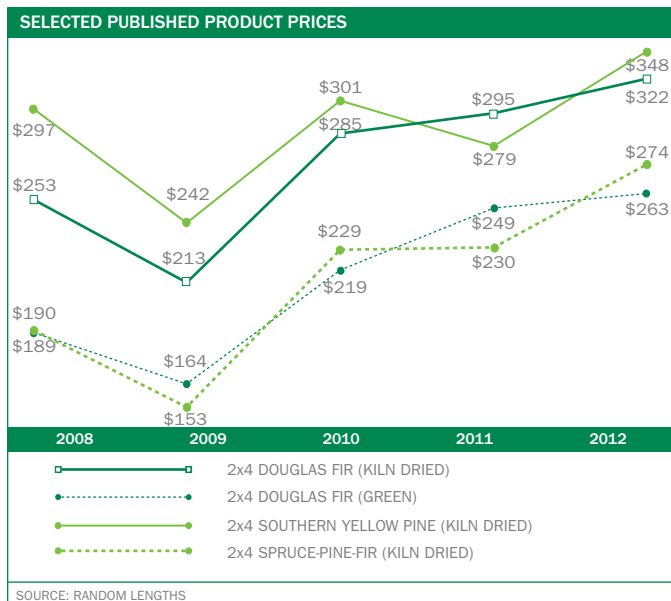 SELECTED PUBLISHED PRODUCT PRICES
$297
$253
$190
$189
$242
$213
$164
$153
$301
$285
$229
$219
$295
$279
$249
$230
$348
$322
$274
$263
2008 2009 2010 2011 2012
2x4 DOUGLAS FIR (KILN DRIED)
2x4 DOUGLAS FIR (GREEN)
2x4 SOUTHERN YELLOW PINE (KILN DRIED)
2x4 SPRUCE-PINE-FIR (KILN DRIED)
SOURCE: RANDOM LENGTHS